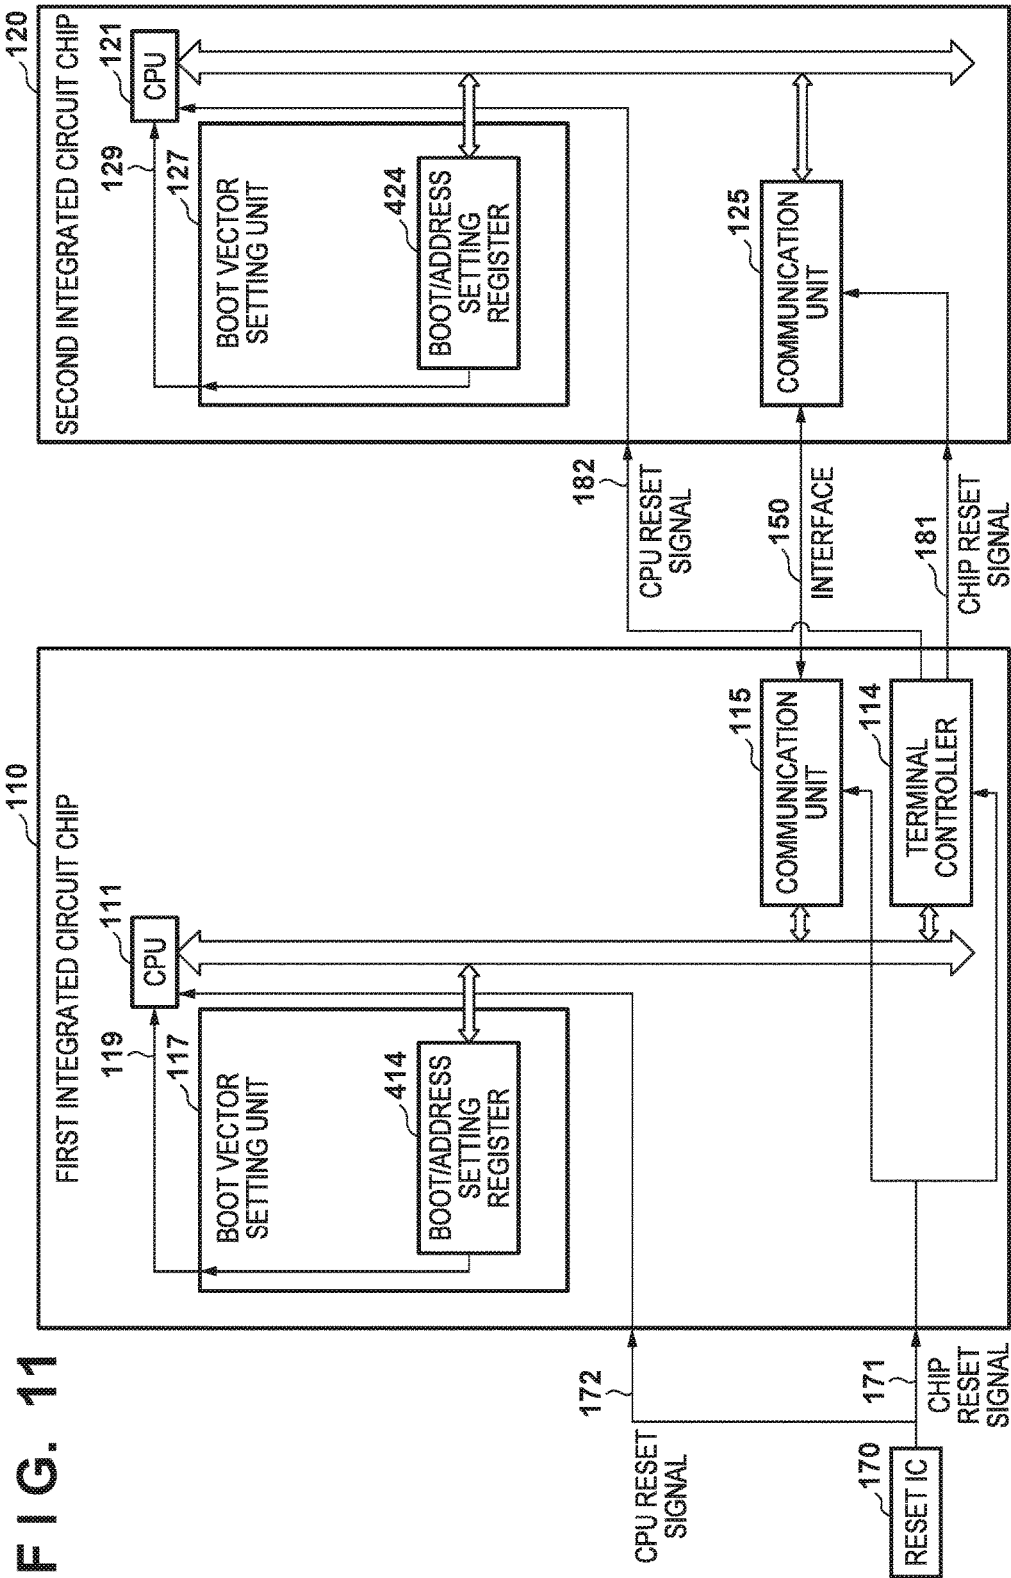 FIG. 11
FIRST INTEGRATED CIRCUIT CHIP
110
CPU
111
119
117
BOOT VECTOR
SETTING UNIT
414
BOOT/ADDRESS
SETTING
REGISTER
115
COMMUNICATION
UNIT
114
TERMINAL
CONTROLLER
172
CPU RESET
SIGNAL
171
CHIP
RESET
SIGNAL
170
RESET IC
SECOND INTEGRATED CIRCUIT CHIP
120
CPU
121
129
127
BOOT VECTOR
SETTING UNIT
424
BOOT/ADDRESS
SETTING
REGISTER
125
COMMUNICATION
UNIT
182
CPU RESET
SIGNAL
150
INTERFACE
181
CHIP RESET
SIGNAL